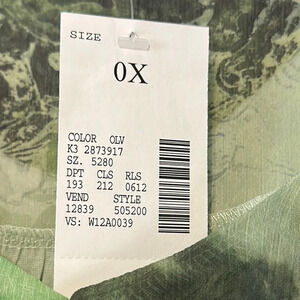 SIZE
0X
COLOR OLV
K3 2873917
SZ. 5280
DPT CLS RLS
193 212 0612
VEND STYLE
12839 505200
VS: W12A0039